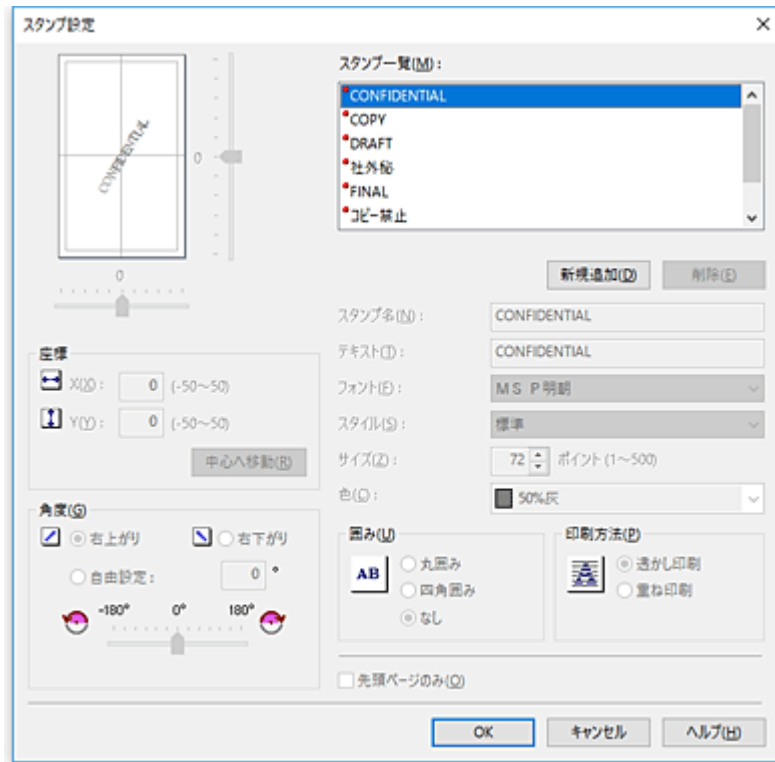 スタンプ設定
CONFIDENTIAL
0
0
スタンプ一覧(M):
CONFIDENTIAL
COPY
DRAFT
社外秘
FINAL
コピー禁止
新規追加(D) 削除(E)
スタンプ名(N): CONFIDENTIAL
テキスト(T): CONFIDENTIAL
フォント(F): MS P明朝
スタイル(S): 標準
サイズ(Z): 72 ポイント (1～500)
色(C): 50%灰
座標
X(X): 0 (-50～50)
Y(Y): 0 (-50～50)
中心へ移動(R)
角度(G)
右上がり 右下がり
自由設定: 0 °
-180° 0° 180°
囲み(U)
AB
丸囲み
四角囲み
なし
印刷方法(P)
A
透かし印刷
重ね印刷
先頭ページのみ(O)
OK キャンセル ヘルプ(H)